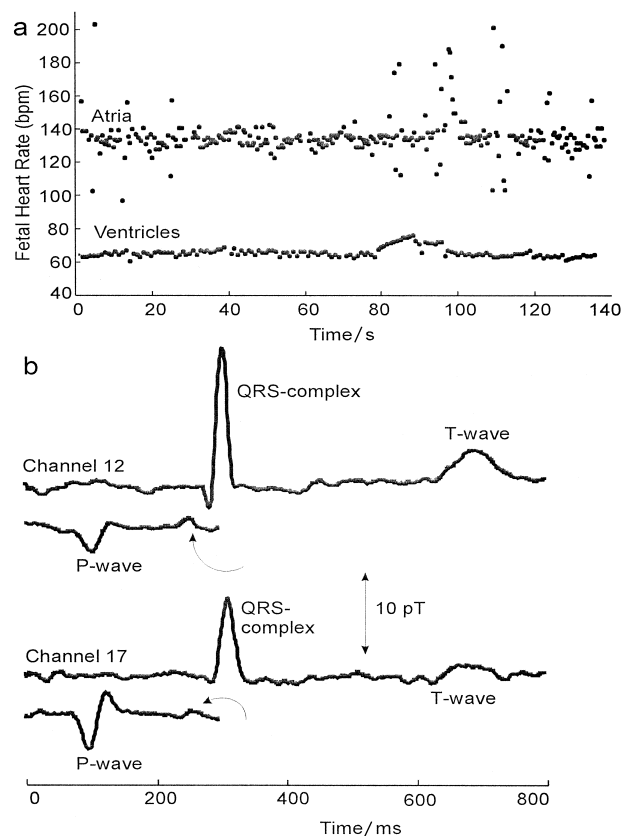 a
Fetal Heart Rate (bpm)
200
180
160
140
120
100
80
60
40
Atria
Ventricles
0 20 40 60 80 100 120 140
Time/s
b
QRS-complex
T-wave
Channel 12
P-wave
10 pT
QRS-
complex
Channel 17
T-wave
P-wave
0 200 400 600 800
Time/ms